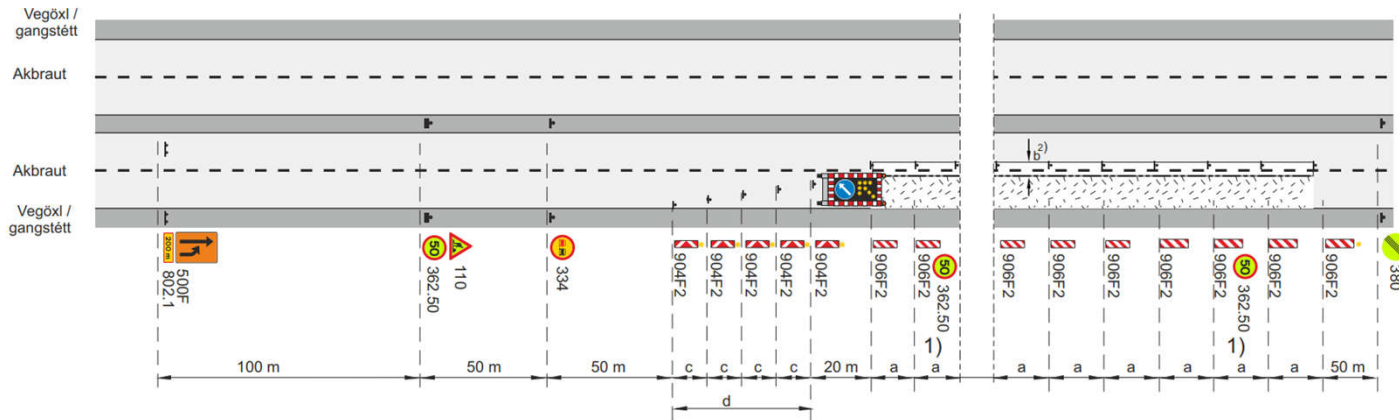 Vegöxl /
gangstétt
Akbraut
Akbraut
Vegöxl /
gangstétt
b 2)
200 m
500F
802.1
50
110
362.50
334
904F2
904F2
904F2
904F2
904F2
906F2
906F2
50
362.50
1)
906F2
906F2
906F2
906F2
906F2
50
362.50
1)
906F2
906F2
380
100 m
50 m
50 m
c
c
c
c
20 m
a
a
a
a
a
a
a
a
50 m
d